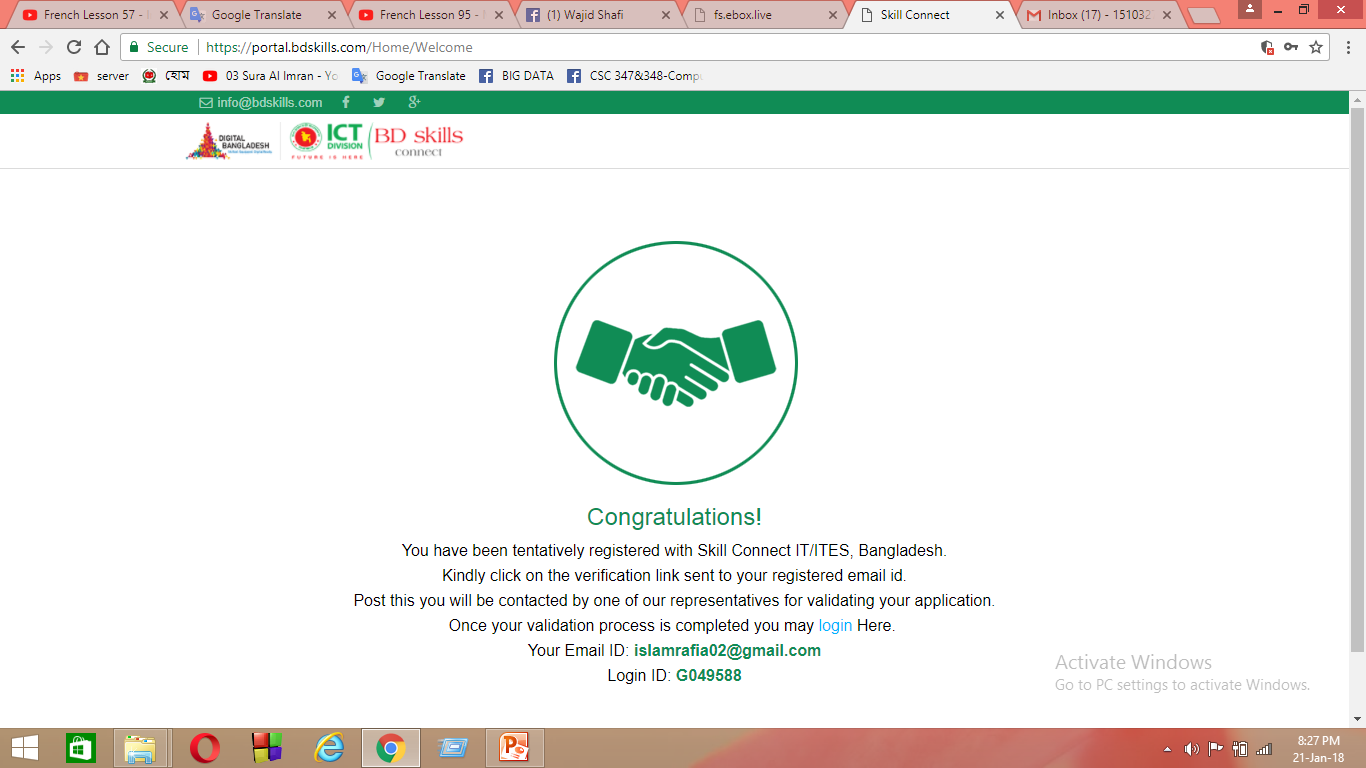 French Lesson 57 -
Google Translate
French Lesson 95 -
(1) Wajid Shafi
fs.ebox.live
Skill Connect
Inbox (17) - 151032
Secure
https://portal.bdskills.com/Home/Welcome
Apps
server
হোম
03 Sura Al Imran - Yo
Google Translate
BIG DATA
CSC 347&348-Compu
info@bdskills.com
DIGITAL
BANGLADESH
ICT
DIVISION
FUTURE IS HERE
BD skills
connect
Congratulations!
You have been tentatively registered with Skill Connect IT/ITES, Bangladesh.
Kindly click on the verification link sent to your registered email id.
Post this you will be contacted by one of our representatives for validating your application.
Once your validation process is completed you may login Here.
Your Email ID: islamrafia02@gmail.com
Login ID: G049588
Activate Windows
Go to PC settings to activate Windows.
8:27 PM
21-Jan-18